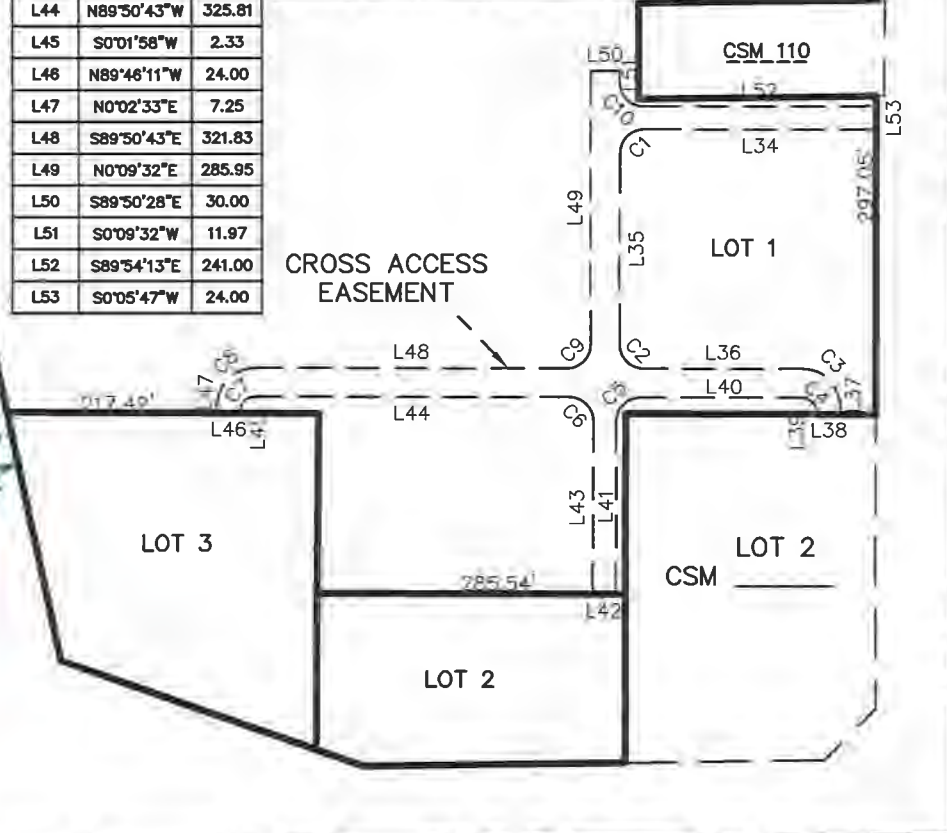 L44 N89°50'43"W 325.81
L45 S0°01'58"W 2.33
L46 N89°46'11"W 24.00
L47 N0°02'33"E 7.25
L48 S89°50'43"E 321.83
L49 N0°09'32"E 285.95
L50 S89°50'28"E 30.00
L51 S0°09'32"W 11.97
L52 S89°54'13"E 241.00
L53 S0°05'47"W 24.00
CSM 110
L50
L52
C10
L53
C1
L34
297.05'
L49
L35
LOT 1
CROSS ACCESS
EASEMENT
L48
C9
C2
L36
C3
L44
C6
C5
L40
217.49'
L46
L38
L43
L41
LOT 3
LOT 2
CSM
285.54'
L42
LOT 2